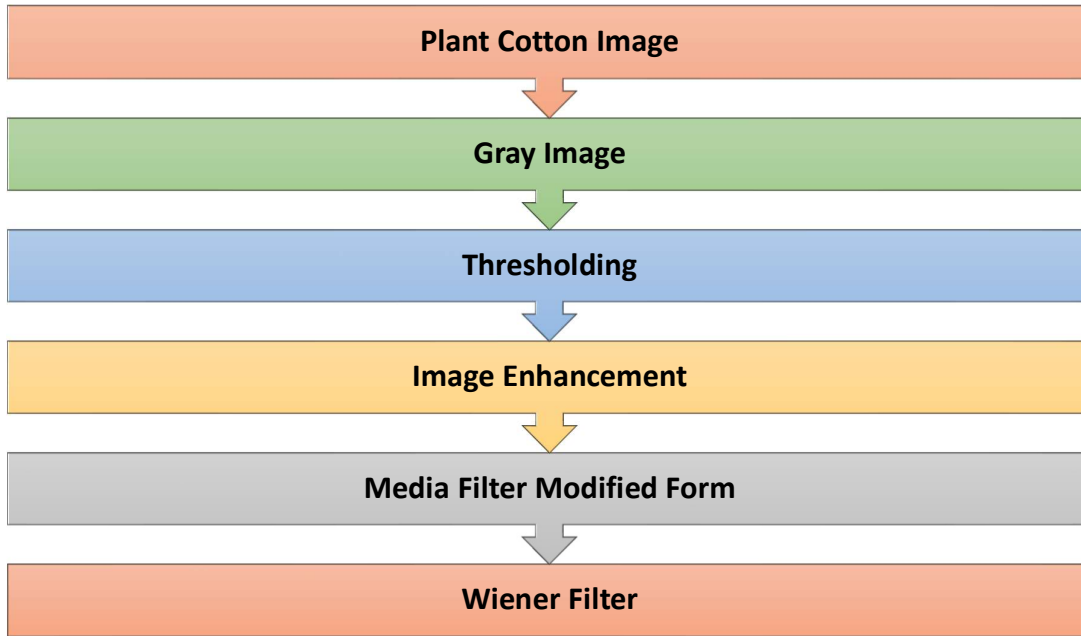 Plant Cotton Image
Gray Image
Thresholding
Image Enhancement
Media Filter Modified Form
Wiener Filter